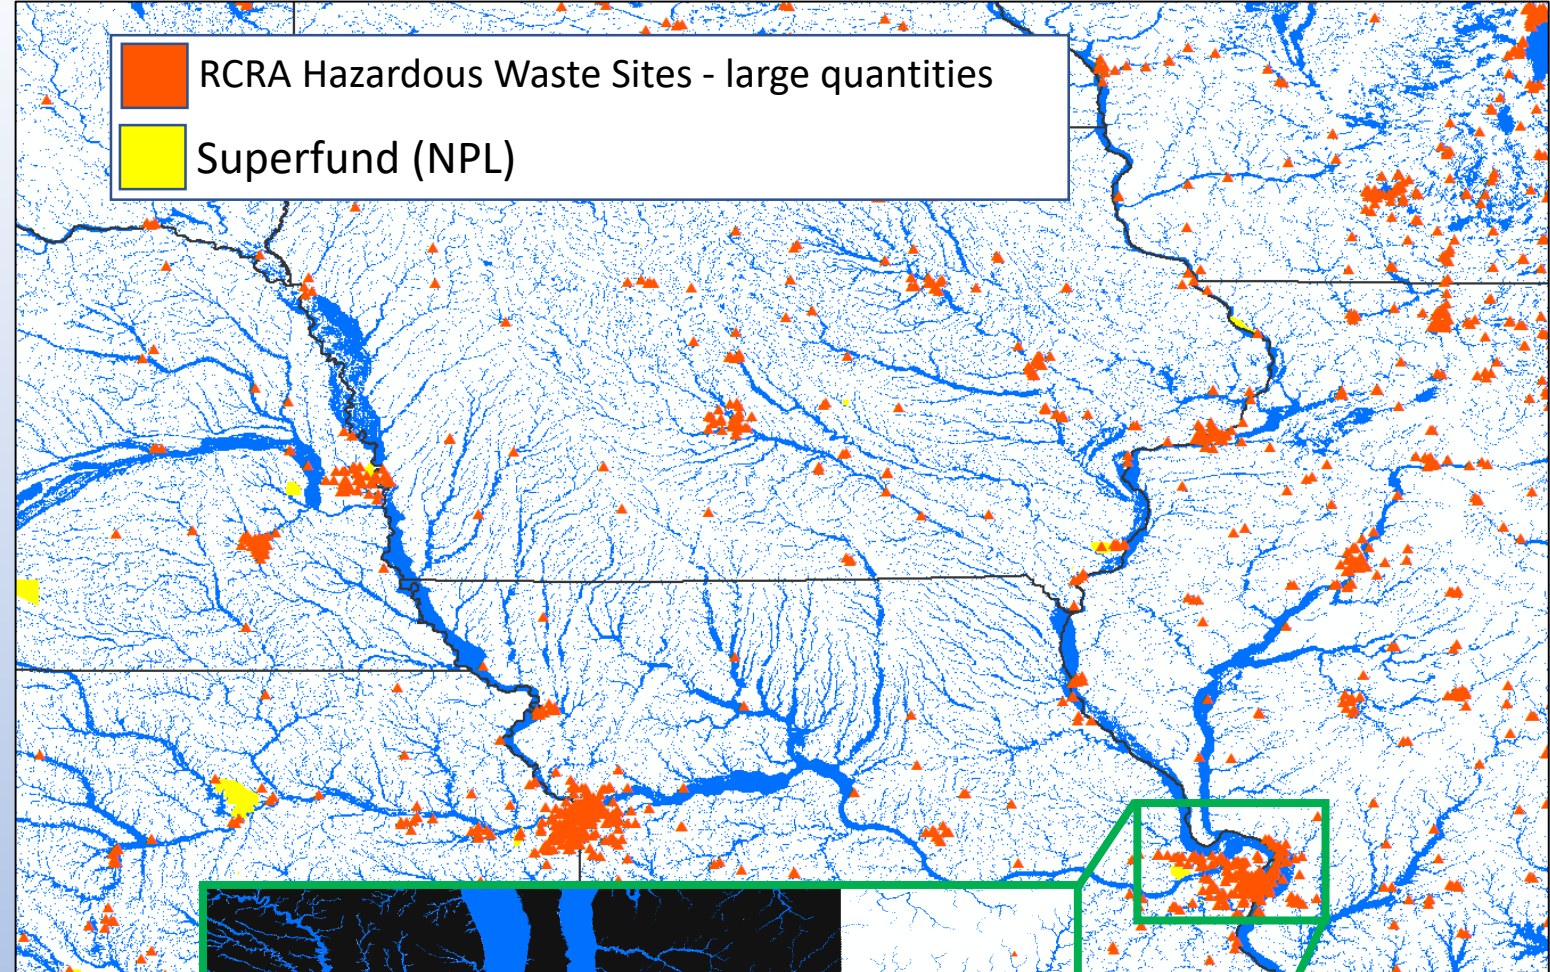 RCRA Hazardous Waste Sites - large quantities
Superfund (NPL)